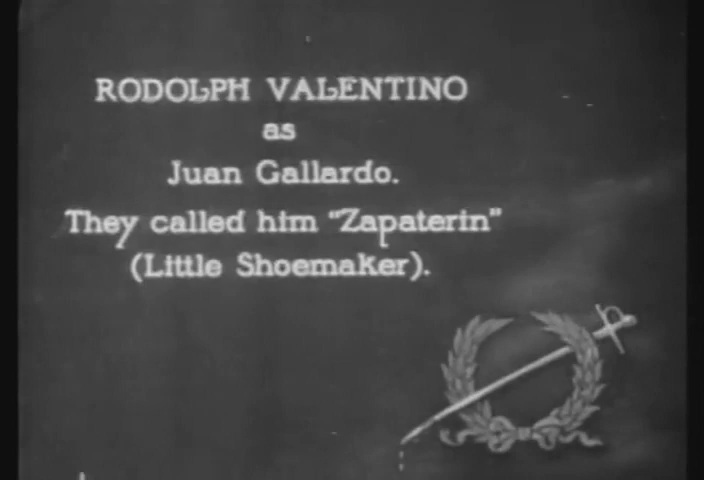 RODOLPH VALENTINO
as
Juan Gallardo.
They called him "Zapaterin"
(Little Shoemaker).